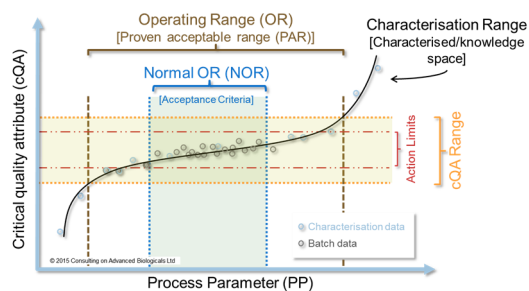 Operating Range (OR)
[Proven acceptable range (PAR)]
Characterisation Range
[Characterised/knowledge
space]
Normal OR (NOR)
[Acceptance Criteria]
Critical quality attribute (cQA)
Action Limits
cQA Range
Characterisation data
Batch data
© 2015 Consulting on Advanced Biologicals Ltd
Process Parameter (PP)